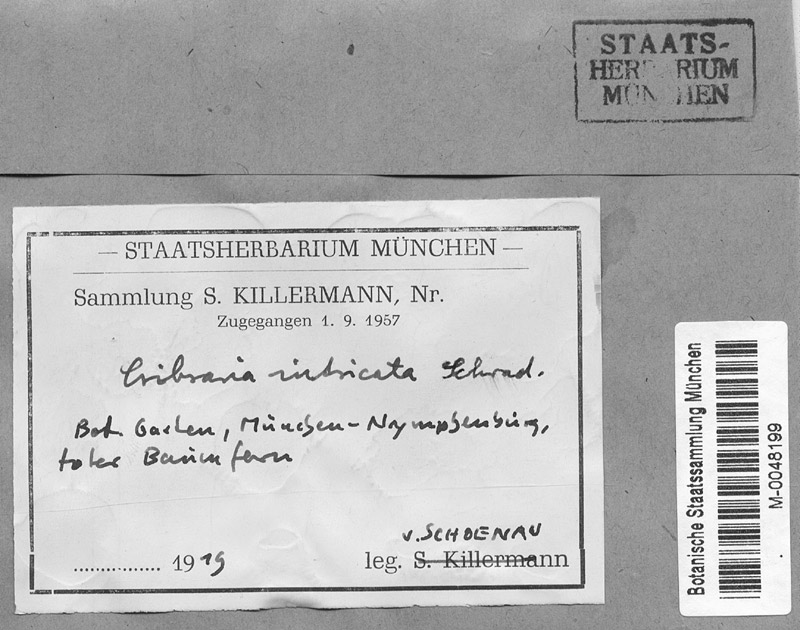 STAATS-
HERBARIUM
MÜNCHEN
— STAATSHERBARIUM MÜNCHEN —
Sammlung S. KILLERMANN, Nr.
Zugegangen 1. 9. 1957
Cribraria intricata Schrad.
Bot. Garten, München-Nymphenburg,
toter Baumfarn
v. SCHOENAU
................ 1919 leg. S. Killermann
Botanische Staatssammlung München
M-0048199